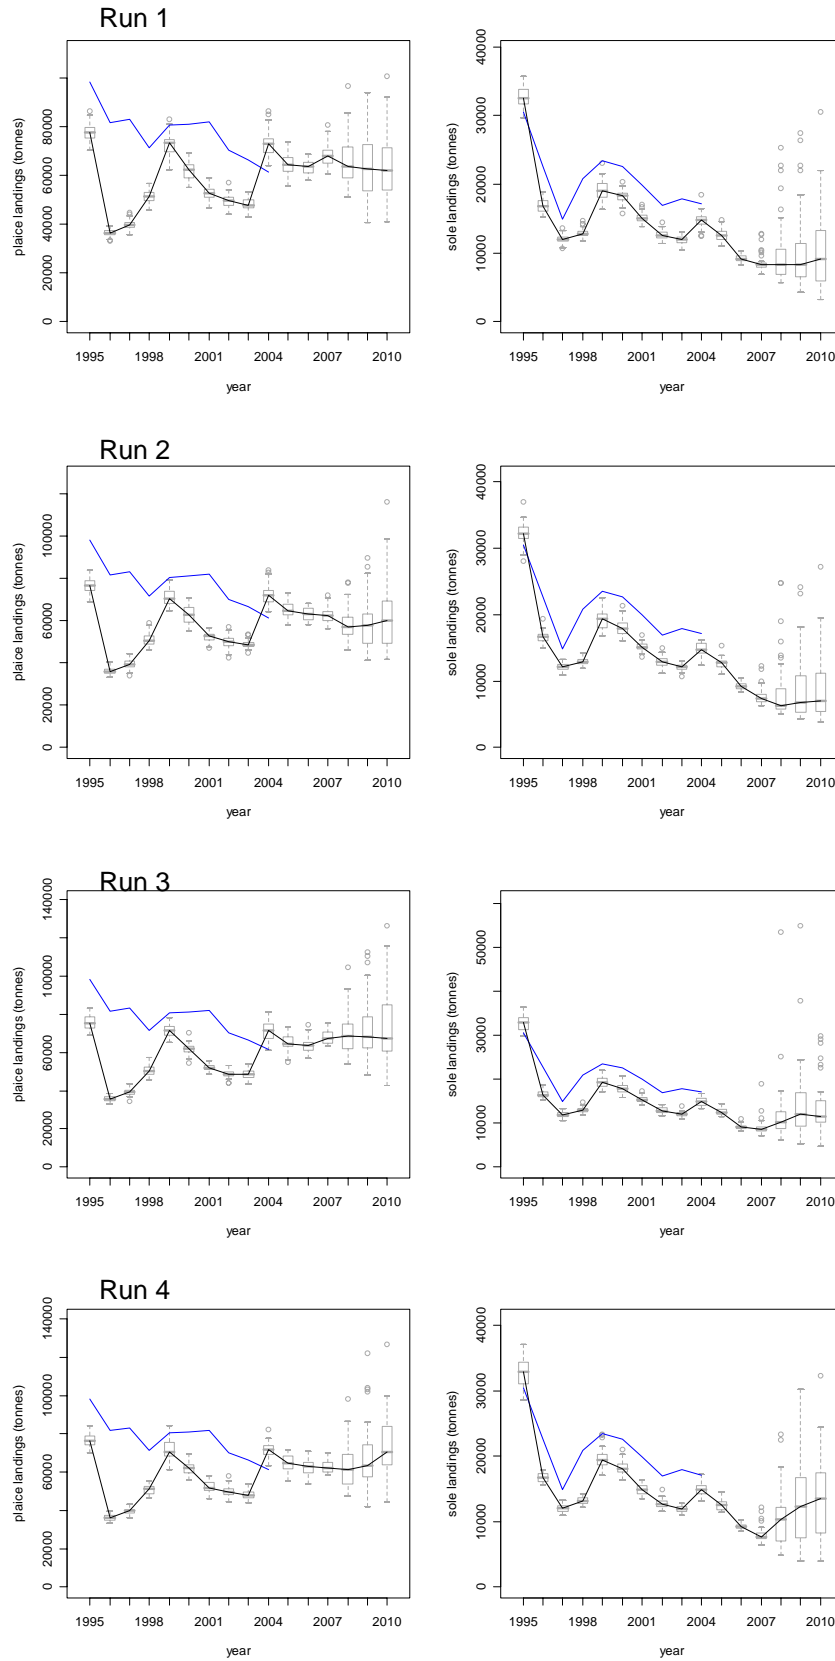 Run 1
plaice landings (tonnes)
0 20000 40000 60000 80000
1995 1998 2001 2004 2007 2010
year
sole landings (tonnes)
0 10000 20000 30000 40000
1995 1998 2001 2004 2007 2010
year
Run 2
plaice landings (tonnes)
0 20000 60000 100000
1995 1998 2001 2004 2007 2010
year
sole landings (tonnes)
0 10000 20000 30000 40000
1995 1998 2001 2004 2007 2010
year
Run 3
plaice landings (tonnes)
0 20000 60000 100000 140000
1995 1998 2001 2004 2007 2010
year
sole landings (tonnes)
0 10000 30000 50000
1995 1998 2001 2004 2007 2010
year
Run 4
plaice landings (tonnes)
0 20000 60000 100000 140000
1995 1998 2001 2004 2007 2010
year
sole landings (tonnes)
0 10000 20000 30000 40000
1995 1998 2001 2004 2007 2010
year